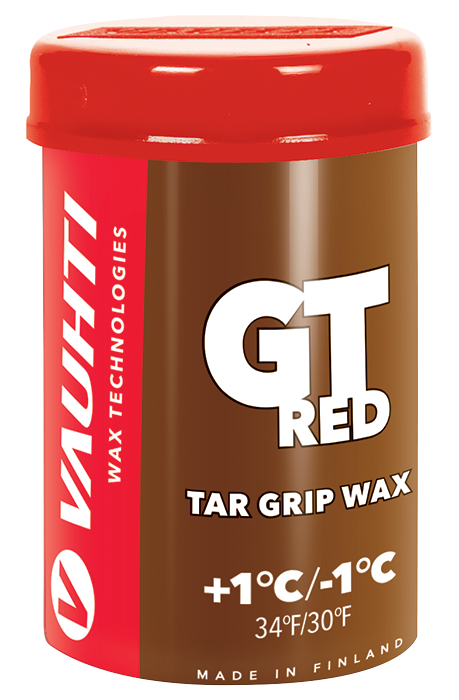 VAUHTI
WAX TECHNOLOGIES
GT
RED
TAR GRIP WAX
+1°C/-1°C
34°F/30°F
MADE IN FINLAND